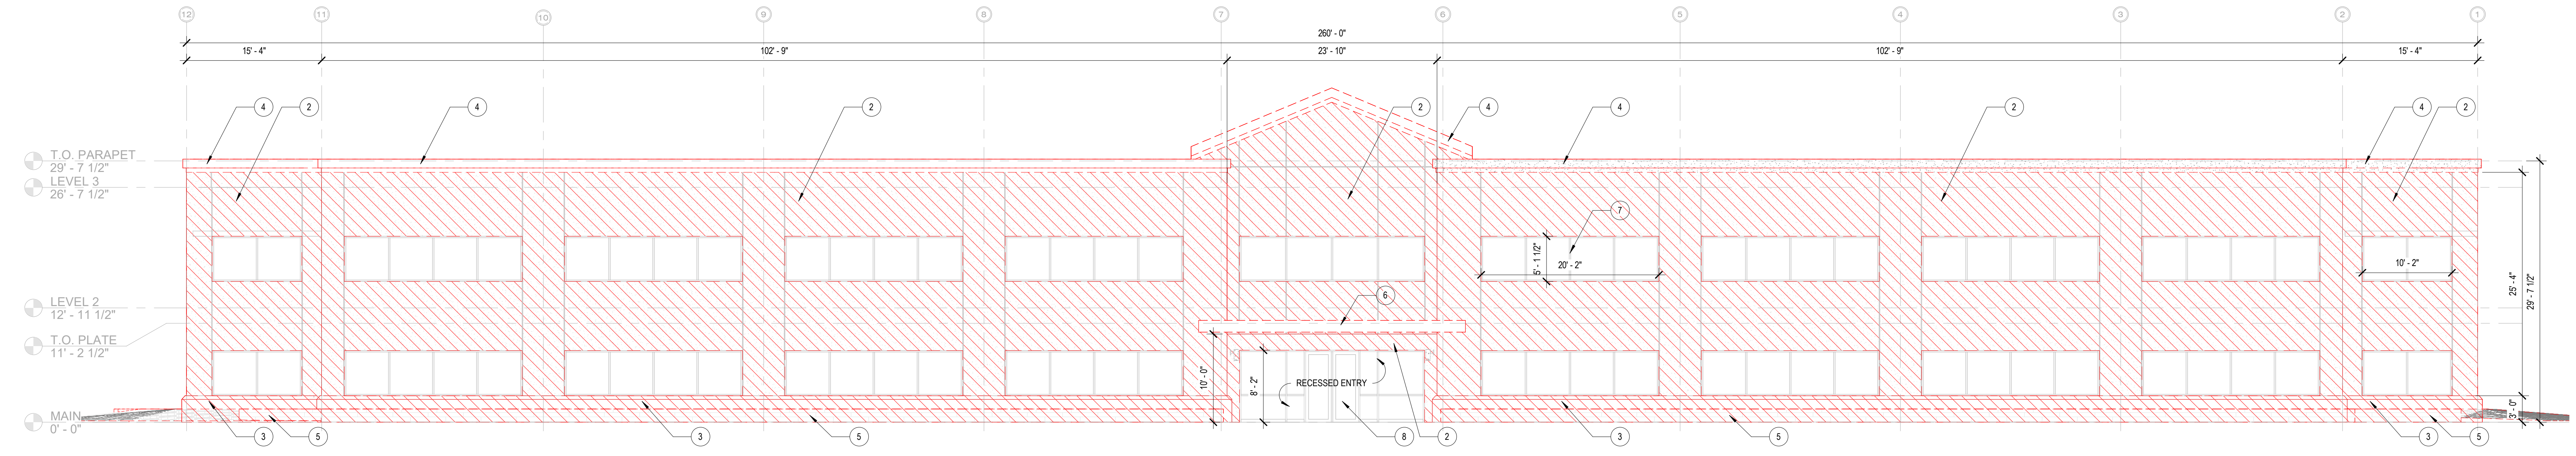 12 11 10 9 8 7 6 5 4 3 2 1
260' - 0"
15' - 4" 102' - 9" 23' - 10" 102' - 9" 15' - 4"
4 2 4 2 2 4 4 2 4 2
T.O. PARAPET
29' - 7 1/2"
LEVEL 3
26' - 7 1/2"
7
5' - 1 1/2"
20' - 2"
10' - 2"
25' - 4"
29' - 7 1/2"
6
LEVEL 2
12' - 11 1/2"
T.O. PLATE
11' - 2 1/2"
10' - 0"
8' - 2"
RECESSED ENTRY
MAIN
0' - 0"
3' - 0"
3 5 3 5 8 2 3 5 3 5